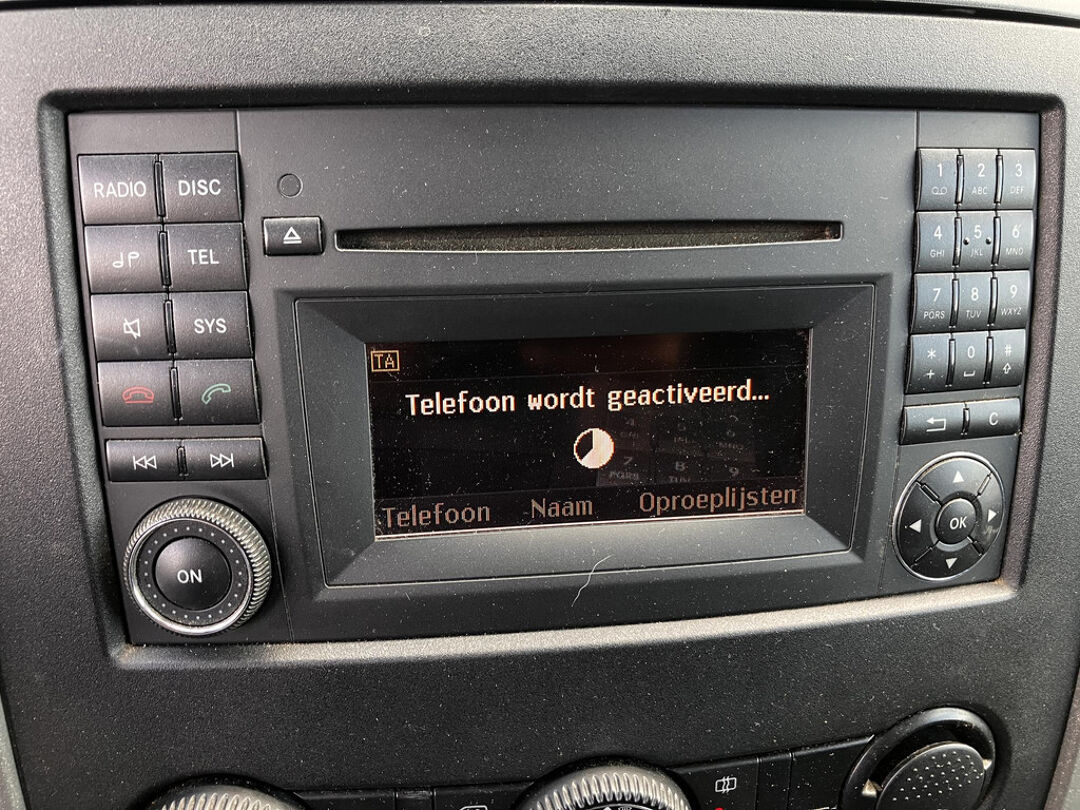 RADIO DISC
TEL
SYS
ON
TA
Telefoon wordt geactiveerd...
Telefoon Naam Oproeplijsten
1 2 3
ABC DEF
4 5 6
GHI JKL MNO
7 8 9
PQRS TUV WXYZ
* 0 #
+
C
OK